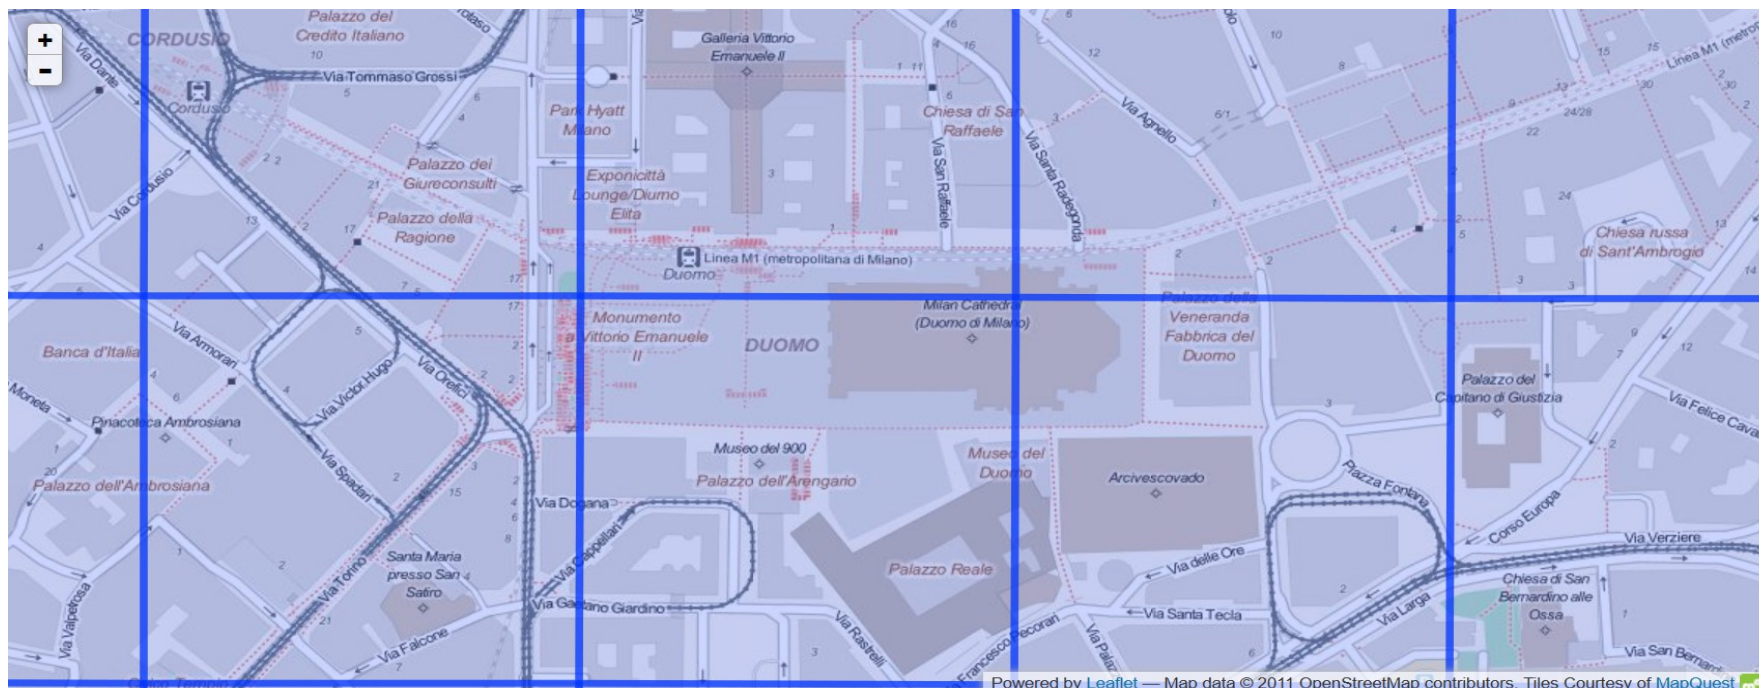 +
-
CORDUSIO
Palazzo del
Credito Italiano
Via Dante
Via Tommaso Grossi
Cordusio
Galleria Vittorio
Emanuele II
Park Hyatt
Milano
Chiesa di San
Raffaele
Via Agnello
Linea M1 (metrop
Palazzo dei
Giureconsulti
Exponicittà
Lounge/Diurno
Elita
Via San Raffaele
Via Santa Radegonda
Via Cordusio
Palazzo della
Ragione
Chiesa russa
di Sant'Ambrogio
Linea M1 (metropolitana di Milano)
Duomo
Milan Cathedral
(Duomo di Milano)
Palazzo della
Veneranda
Fabbrica del
Duomo
Monumento
a Vittorio Emanuele
II
DUOMO
Via Armorari
Banca d'Italia
Via Orefici
Via Victor Hugo
Moneta
Palazzo del
Capitano di Giustizia
Via Felice Cava
Pinacoteca Ambrosiana
Museo del 900
Palazzo dell'Arengario
Museo del
Duomo
Arcivescovado
Piazza Fontana
Palazzo dell'Ambrosiana
Via Spadari
Via Dogana
Corso Europa
Via Verziere
Via Cappellari
Santa Maria
presso San
Satiro
Via Torino
Palazzo Reale
Via delle Ore
Chiesa di San
Bernardino alle
Ossa
Via Valpetrosa
Via Gaetano Giardino
Via Santa Tecla
Via Larga
Via Falcone
Via Rastrelli
Francesco Pecorari
Via Palaz
Via San Bernard
Powered by Leaflet — Map data © 2011 OpenStreetMap contributors, Tiles Courtesy of MapQuest